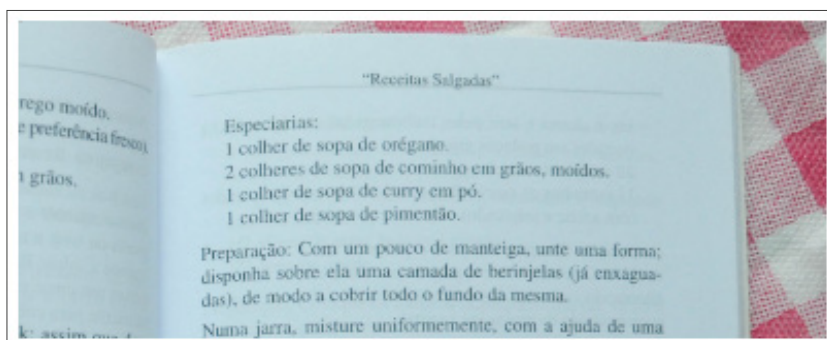 rego moído.
e preferência fresco).
n grãos.
k: assim que
“Receitas Salgadas”
Especiarias:
1 colher de sopa de orégano.
2 colheres de sopa de cominho em grãos, moídos.
1 colher de sopa de curry em pó.
1 colher de sopa de pimentão.
Preparação: Com um pouco de manteiga, unte uma forma;
disponha sobre ela uma camada de berinjelas (já enxagua-
das), de modo a cobrir todo o fundo da mesma.
Numa jarra, misture uniformemente, com a ajuda de uma